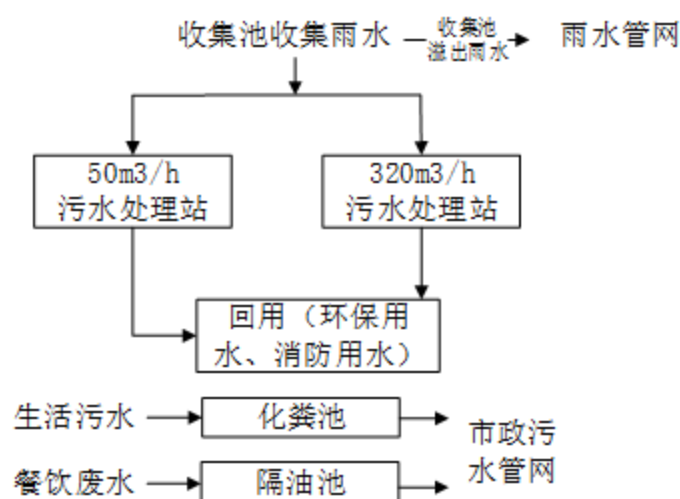 收集池收集雨水
收集池
溢出雨水
雨水管网
50m3/h
污水处理站
320m3/h
污水处理站
回用（环保用
水、消防用水）
生活污水
化粪池
市政污
水管网
餐饮废水
隔油池